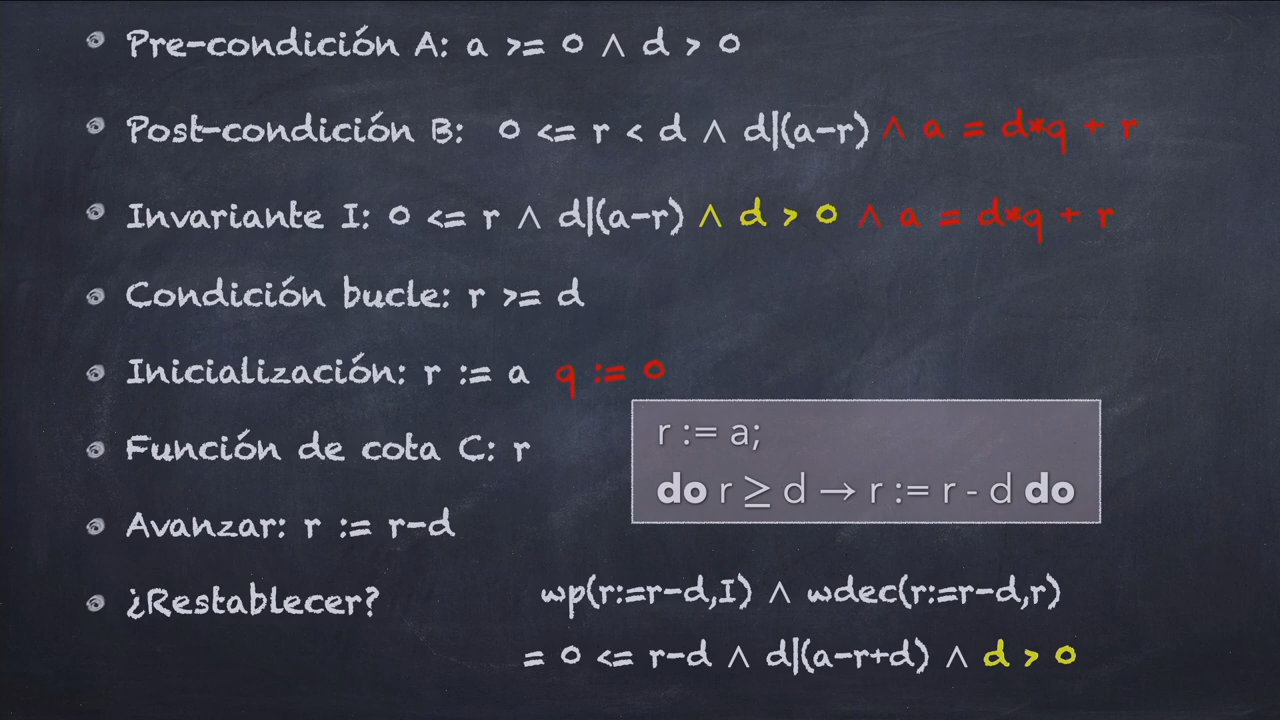 Pre-condición A: a >= 0 ∧ d > 0
Post-condición B: 0 <= r < d ∧ d|(a-r) ∧ a = d*q + r
Invariante I: 0 <= r ∧ d|(a-r) ∧ d > 0 ∧ a = d*q + r
Condición bucle: r >= d
Inicialización: r := a q := 0
r := a;
do r ≥ d → r := r - d do
Función de cota C: r
Avanzar: r := r-d
¿Restablecer?
wp(r:=r-d,I) ∧ wdec(r:=r-d,r)
= 0 <= r-d ∧ d|(a-r+d) ∧ d > 0